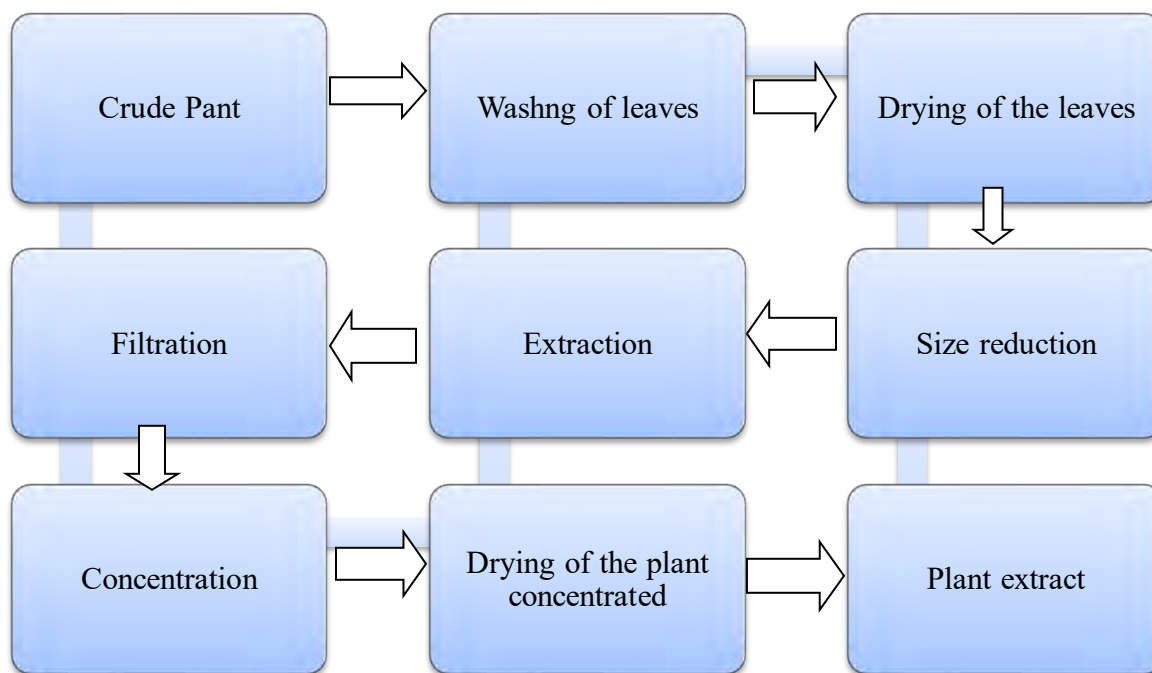 Crude Pant
Washng of leaves
Drying of the leaves
Size reduction
Extraction
Filtration
Concentration
Drying of the plant
concentrated
Plant extract